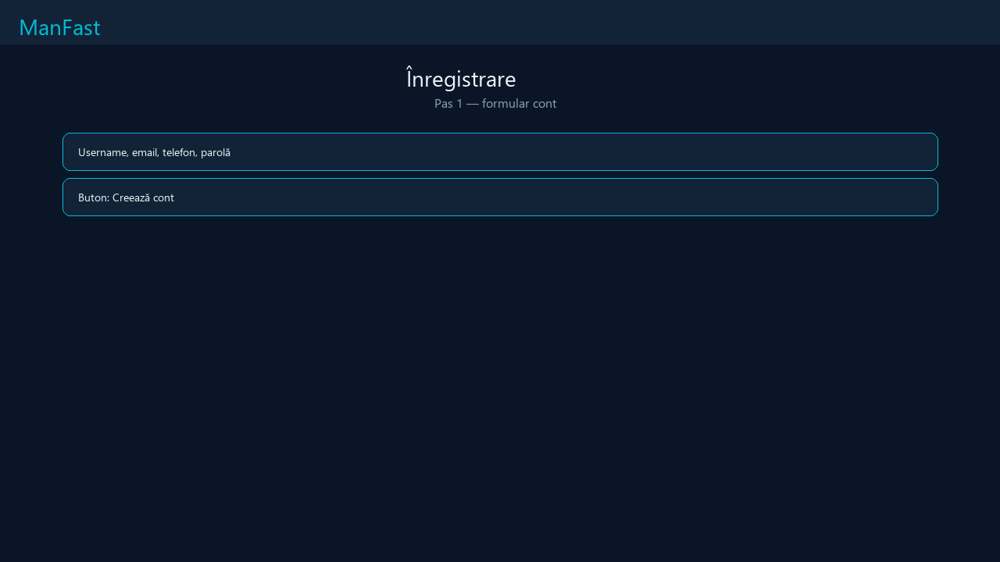 ManFast
Înregistrare
Pas 1 — formular cont
Username, email, telefon, parolă
Buton: Creează cont